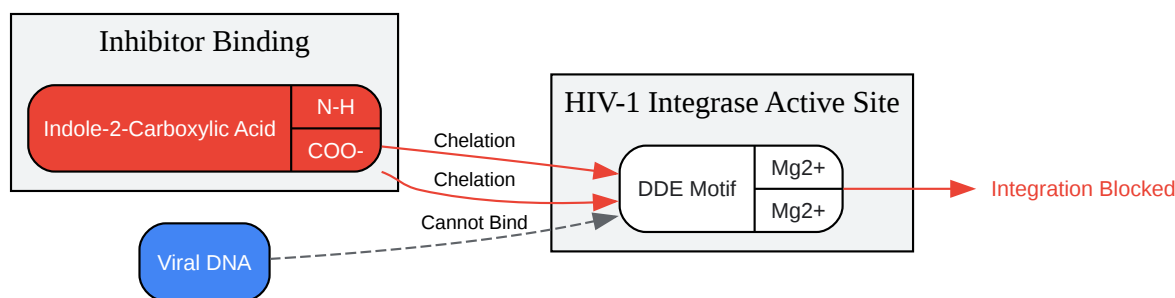 Inhibitor Binding
Indole-2-Carboxylic Acid
N-H
COO-
Chelation
Chelation
Cannot Bind
Viral DNA
HIV-1 Integrase Active Site
DDE Motif
Mg2+
Mg2+
Integration Blocked